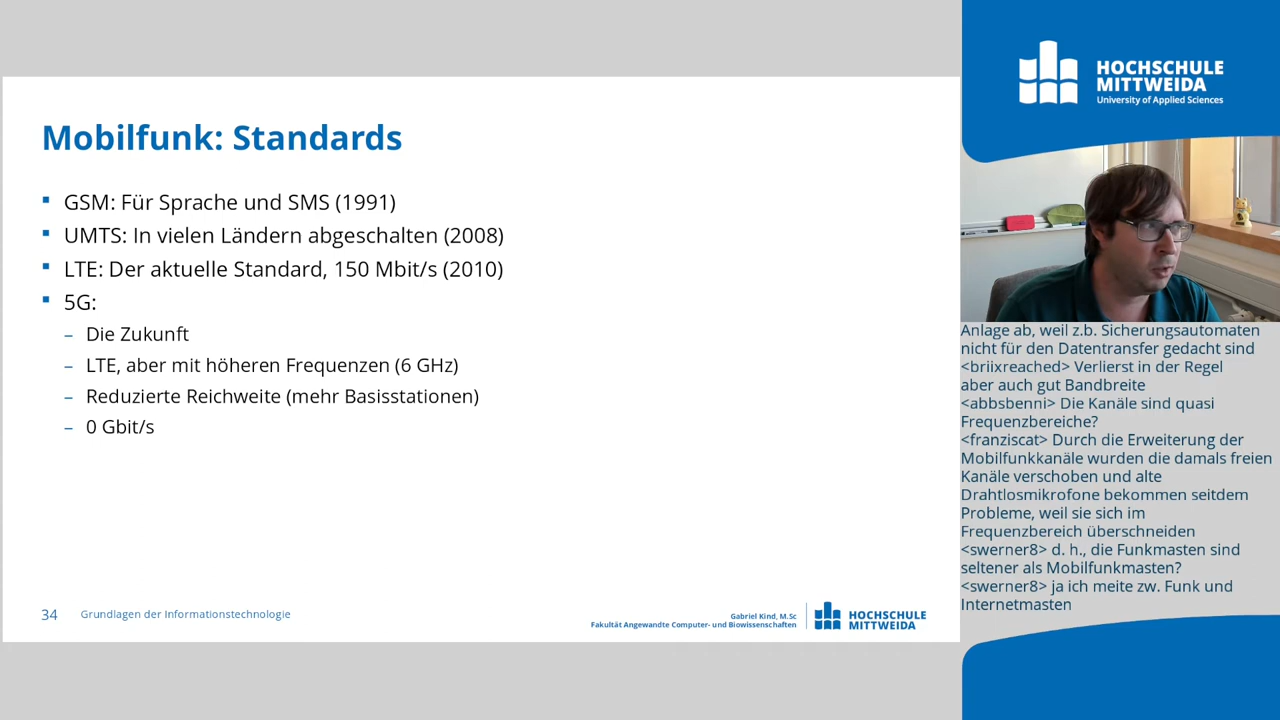 Mobilfunk: Standards
GSM: Für Sprache und SMS (1991)
UMTS: In vielen Ländern abgeschalten (2008)
LTE: Der aktuelle Standard, 150 Mbit/s (2010)
5G:
– Die Zukunft
– LTE, aber mit höheren Frequenzen (6 GHz)
– Reduzierte Reichweite (mehr Basisstationen)
– 0 Gbit/s
34
Grundlagen der Informationstechnologie
Gabriel Kind, M.Sc
Fakultät Angewandte Computer- und Biowissenschaften
HOCHSCHULE
MITTWEIDA
HOCHSCHULE
MITTWEIDA
University of Applied Sciences
Anlage ab, weil z.b. Sicherungsautomaten
nicht für den Datentransfer gedacht sind
<briixreached> Verlierst in der Regel
aber auch gut Bandbreite
<abbsbenni> Die Kanäle sind quasi
Frequenzbereiche?
<franziscat> Durch die Erweiterung der
Mobilfunkkanäle wurden die damals freien
Kanäle verschoben und alte
Drahtlosmikrofone bekommen seitdem
Probleme, weil sie sich im
Frequenzbereich überschneiden
<swerner8> d. h., die Funkmasten sind
seltener als Mobilfunkmasten?
<swerner8> ja ich meite zw. Funk und
Internetmasten